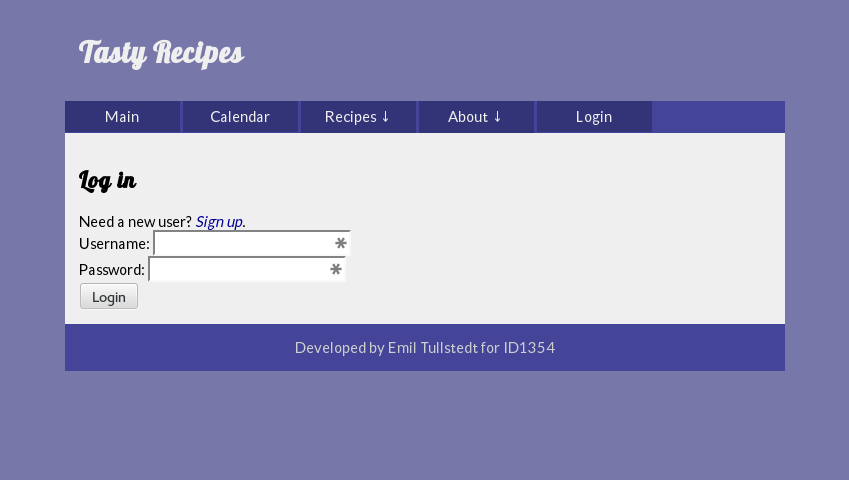 Tasty Recipes
Main Calendar Recipes ↓ About ↓ Login
Log in
Need a new user? Sign up.
Username: *
Password: *
Login
Developed by Emil Tullstedt for ID1354